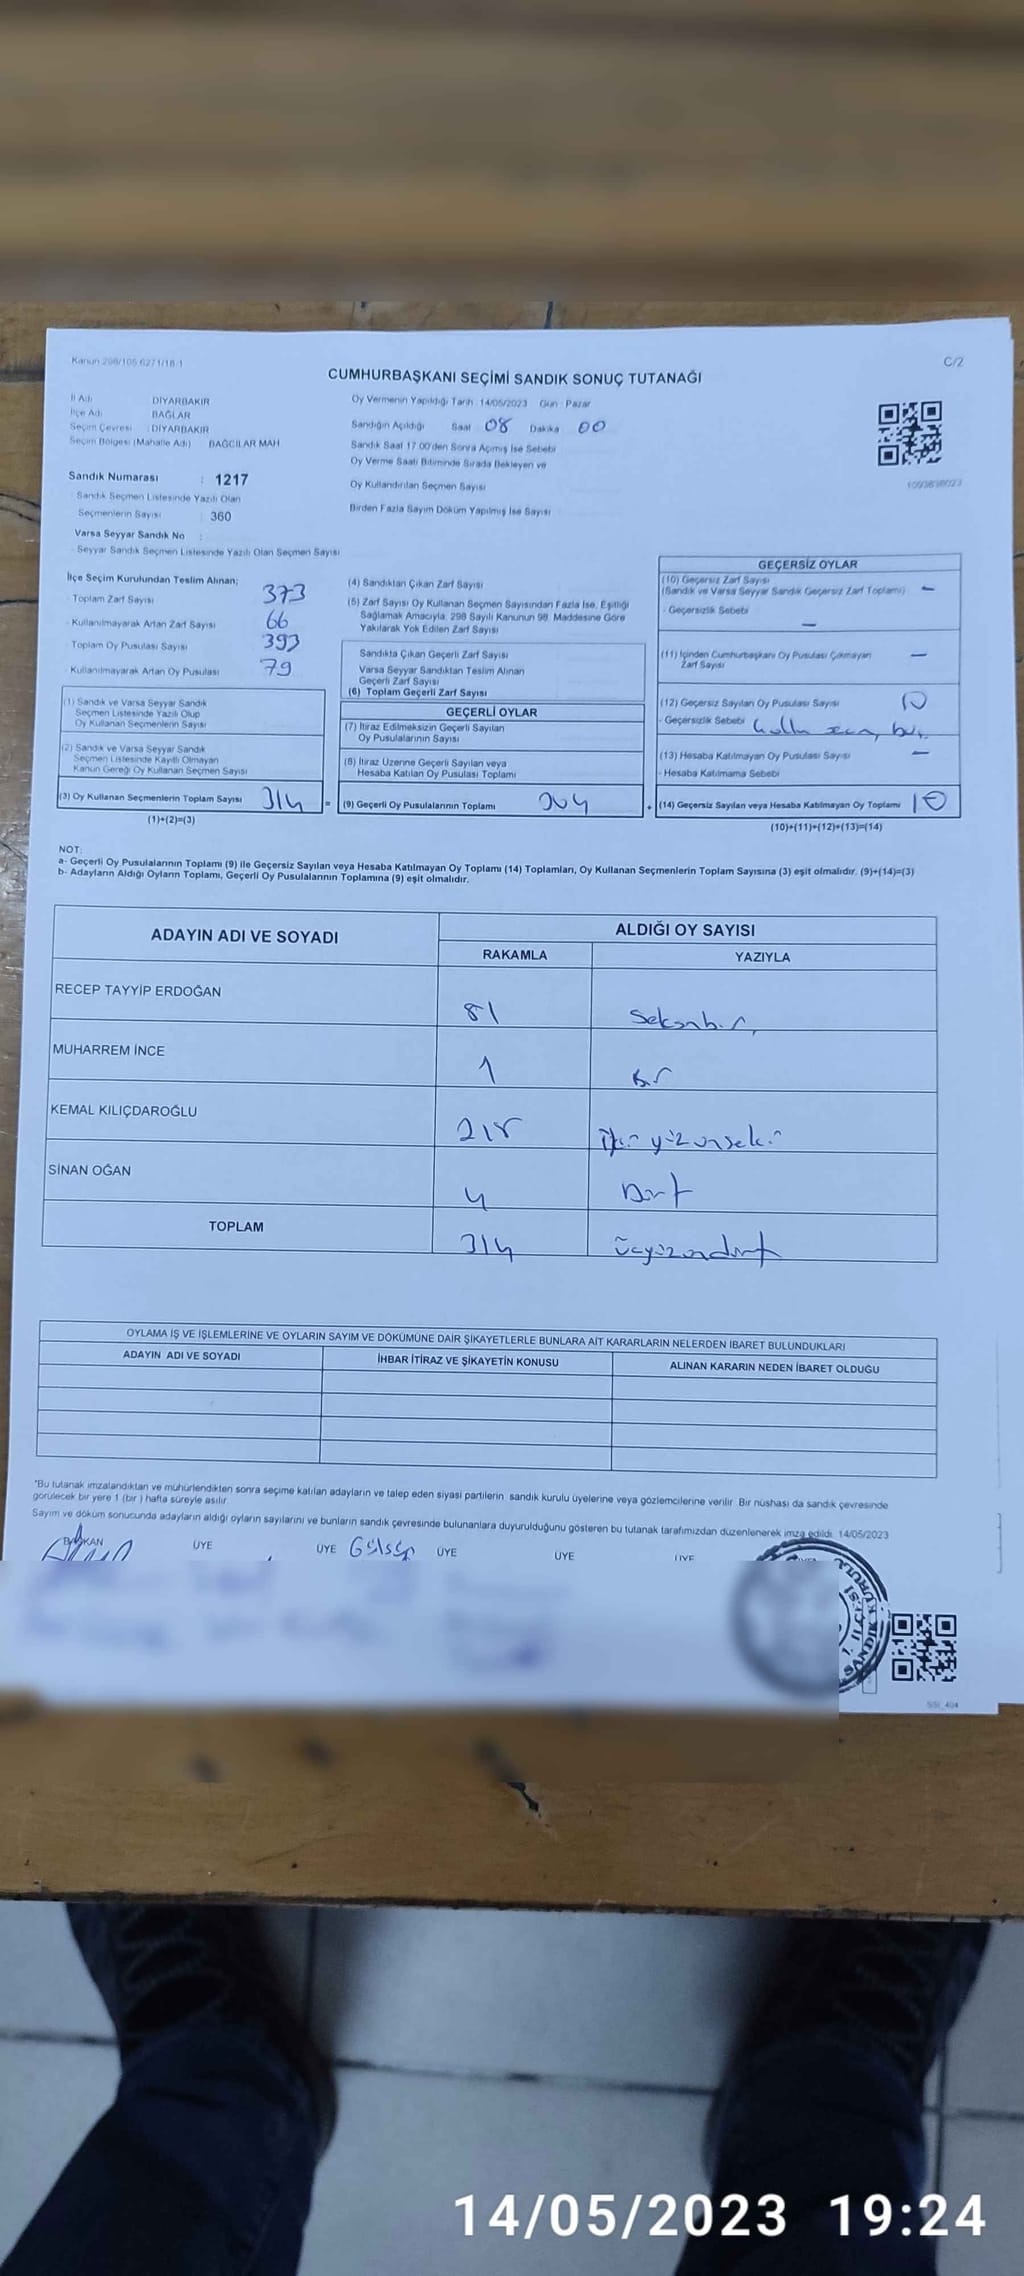 Kanun 298/105 6271/18-1
C/2
CUMHURBAŞKANI SEÇİMİ SANDIK SONUÇ TUTANAĞI
İl Adı DİYARBAKIR
İlçe Adı BAĞLAR
Seçim Çevresi : DİYARBAKIR
Seçim Bölgesi (Mahalle Adı) BAĞCILAR MAH
Oy Vermenin Yapıldığı Tarih : 14/05/2023 Gün : Pazar
Sandığın Açıldığı Saat 08 Dakika 00
Sandık Saat 17.00'den Sonra Açımış İse Sebebi
Oy Verme Saati Bitiminde Sırada Bekleyen ve
Oy Kullandırılan Seçmen Sayısı
Birden Fazla Sayım Döküm Yapılmış İse Sayısı
Sandık Numarası : 1217
- Sandık Seçmen Listesinde Yazılı Olan
Seçmenlerin Sayısı : 360
Varsa Seyyar Sandık No :
- Seyyar Sandık Seçmen Listesinde Yazılı Olan Seçmen Sayısı
İlçe Seçim Kurulundan Teslim Alınan;
- Toplam Zarf Sayısı 373
- Kullanılmayarak Artan Zarf Sayısı 66
- Toplam Oy Pusulası Sayısı 393
- Kullanılmayarak Artan Oy Pusulası 79
(1) Sandık ve Varsa Seyyar Sandık
Seçmen Listesinde Yazılı Olup
Oy Kullanan Seçmenlerin Sayısı
(2) Sandık ve Varsa Seyyar Sandık
Seçmen Listesinde Kayıtlı Olmayan
Kanun Gereği Oy Kullanan Seçmen Sayısı
(3) Oy Kullanan Seçmenlerin Toplam Sayısı 314
(1)+(2)=(3)
(4) Sandıktan Çıkan Zarf Sayısı
(5) Zarf Sayısı Oy Kullanan Seçmen Sayısından Fazla İse, Eşitliği
Sağlamak Amacıyla, 298 Sayılı Kanunun 98. Maddesine Göre
Yakılarak Yok Edilen Zarf Sayısı
Sandıkta Çıkan Geçerli Zarf Sayısı
Varsa Seyyar Sandıktan Teslim Alınan
Geçerli Zarf Sayısı
(6) Toplam Geçerli Zarf Sayısı
GEÇERLİ OYLAR
(7) İtiraz Edilmeksizin Geçerli Sayılan
Oy Pusulalarının Sayısı
(8) İtiraz Üzerine Geçerli Sayılan veya
Hesaba Katılan Oy Pusulası Toplamı
= (9) Geçerli Oy Pusulalarının Toplamı 304
GEÇERSİZ OYLAR
(10) Geçersiz Zarf Sayısı
(Sandık ve Varsa Seyyar Sandık Geçersiz Zarf Toplamı) -
- Geçersizlik Sebebi -
(11) İçinden Cumhurbaşkanı Oy Pusulası Çıkmayan
Zarf Sayısı -
(12) Geçersiz Sayılan Oy Pusulası Sayısı 10
- Geçersizlik Sebebi
(13) Hesaba Katılmayan Oy Pusulası Sayısı -
- Hesaba Katılmama Sebebi
+ (14) Geçersiz Sayılan veya Hesaba Katılmayan Oy Toplamı 10
(10)+(11)+(12)+(13)=(14)
NOT:
a- Geçerli Oy Pusulalarının Toplamı (9) ile Geçersiz Sayılan veya Hesaba Katılmayan Oy Toplamı (14) Toplamları, Oy Kullanan Seçmenlerin Toplam Sayısına (3) eşit olmalıdır. (9)+(14)=(3)
b- Adayların Aldığı Oyların Toplamı, Geçerli Oy Pusulalarının Toplamına (9) eşit olmalıdır.
ADAYIN ADI VE SOYADI
ALDIĞI OY SAYISI
RAKAMLA YAZIYLA
RECEP TAYYİP ERDOĞAN 81 Seksenbir
MUHARREM İNCE 1 Bir
KEMAL KILIÇDAROĞLU 218 İki yüz onsekiz
SİNAN OĞAN 4 Dört
TOPLAM 314 Üçyüzondört
OYLAMA İŞ VE İŞLEMLERİNE VE OYLARIN SAYIM VE DÖKÜMÜNE DAİR ŞİKAYETLERLE BUNLARA AİT KARARLARIN NELERDEN İBARET BULUNDUKLARI
ADAYIN ADI VE SOYADI İHBAR İTİRAZ VE ŞİKAYETİN KONUSU ALINAN KARARIN NEDEN İBARET OLDUĞU
*Bu tutanak imzalandıktan ve mühürlendikten sonra seçime katılan adayların ve talep eden siyasi partilerin sandık kurulu üyelerine veya gözlemcilerine verilir. Bir nüshası da sandık çevresinde
görülecek bir yere 1 (bir) hafta süreyle asılır.
Sayım ve döküm sonucunda adayların aldığı oyların sayılarını ve bunların sandık çevresinde bulunanlara duyurulduğunu gösteren bu tutanak tarafımızdan düzenlenerek imza edildi. 14/05/2023
BAŞKAN ÜYE ÜYE ÜYE ÜYE ÜYE
İLÇESİ
SANDIK KURULU
14/05/2023 19:24